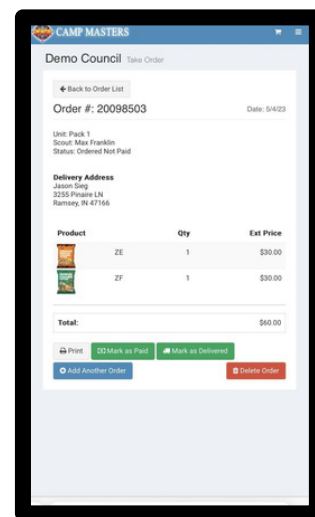 CAMP MASTERS
Demo Council Take Order
Back to Order List
Order #: 20098503 Date: 5/4/23
Unit: Pack 1
Scout: Max Franklin
Status: Ordered Not Paid
Delivery Address
Jason Sieg
3255 Pinaire LN
Ramsey, IN 47166
Product Qty Ext Price
ZE 1 $30.00
ZF 1 $30.00
Total: $60.00
Print Mark as Paid Mark as Delivered
Add Another Order Delete Order